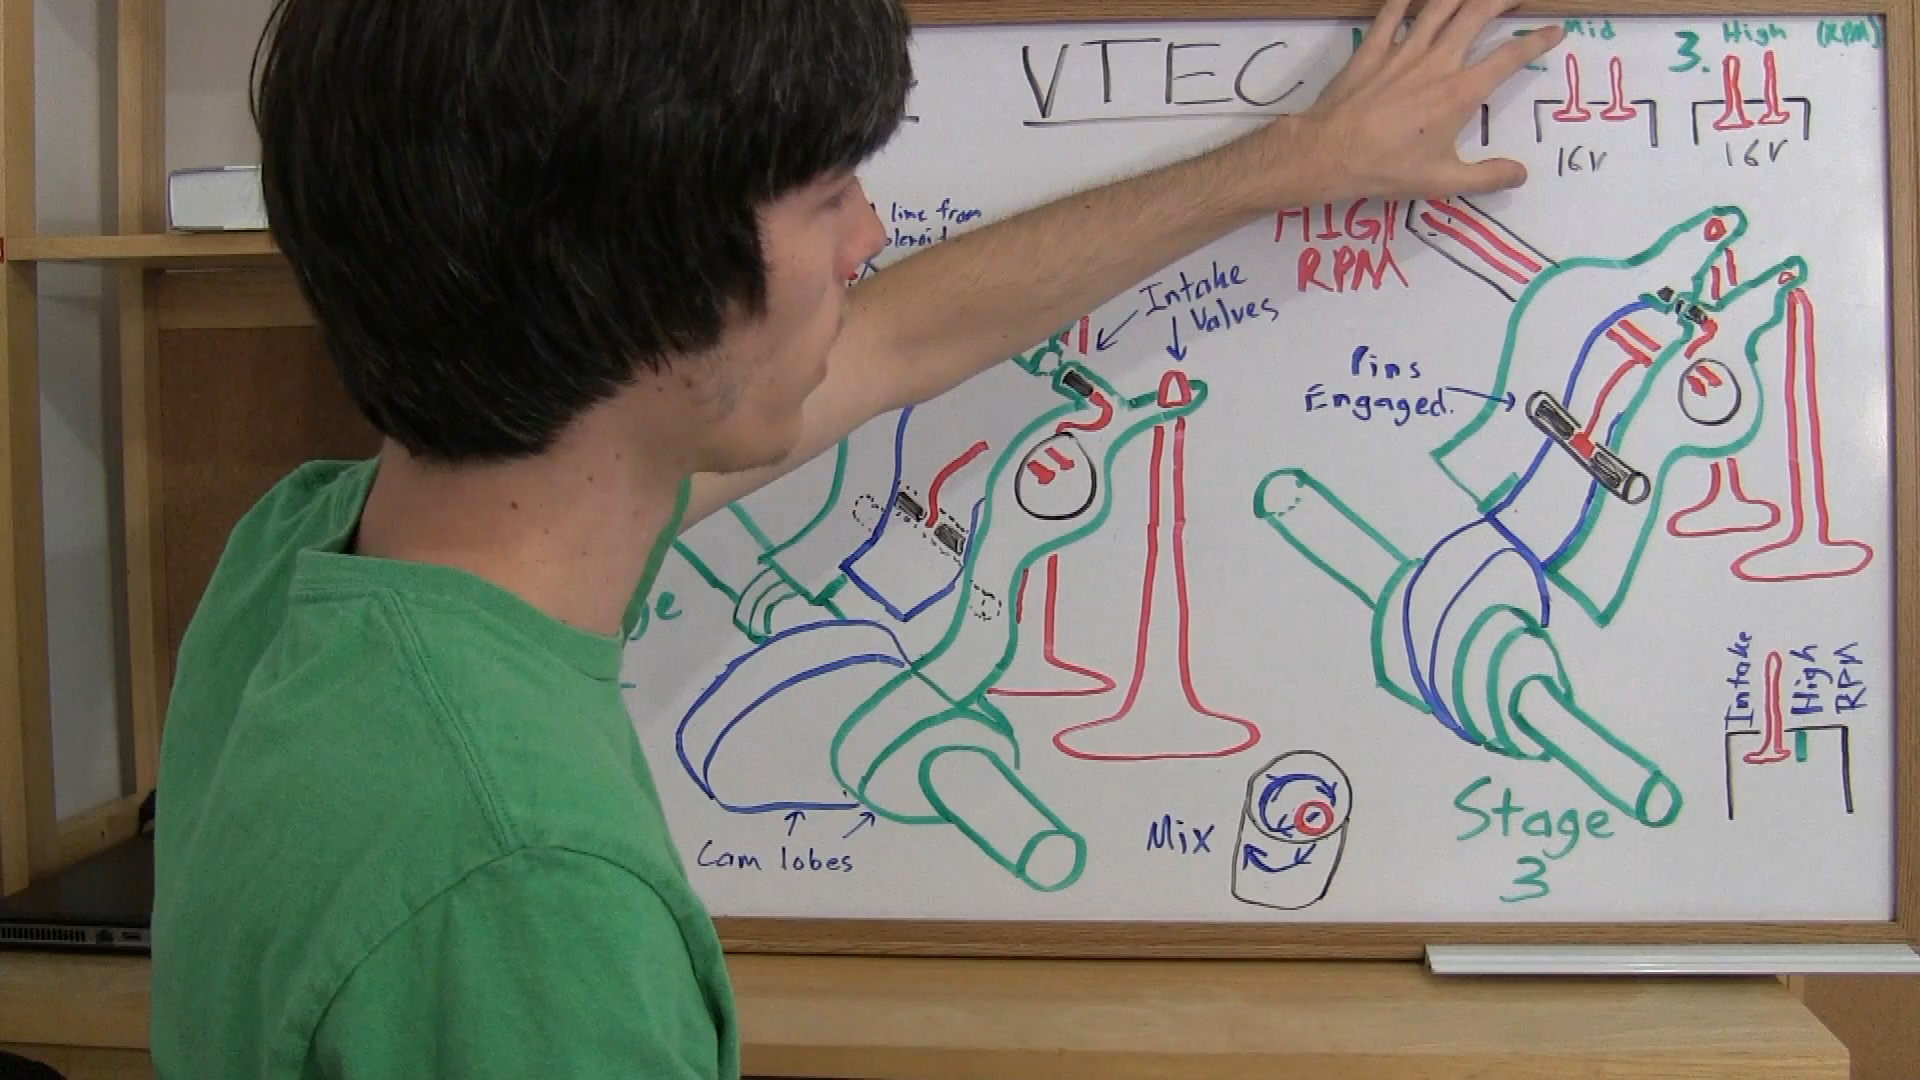 VTEC
Mid
3. High (RPM)
16V
16V
line from
HIGH
RPM
Intake
Valves
Pins
Engaged.
Intake
High
RPM
Cam lobes
Mix
Stage
3